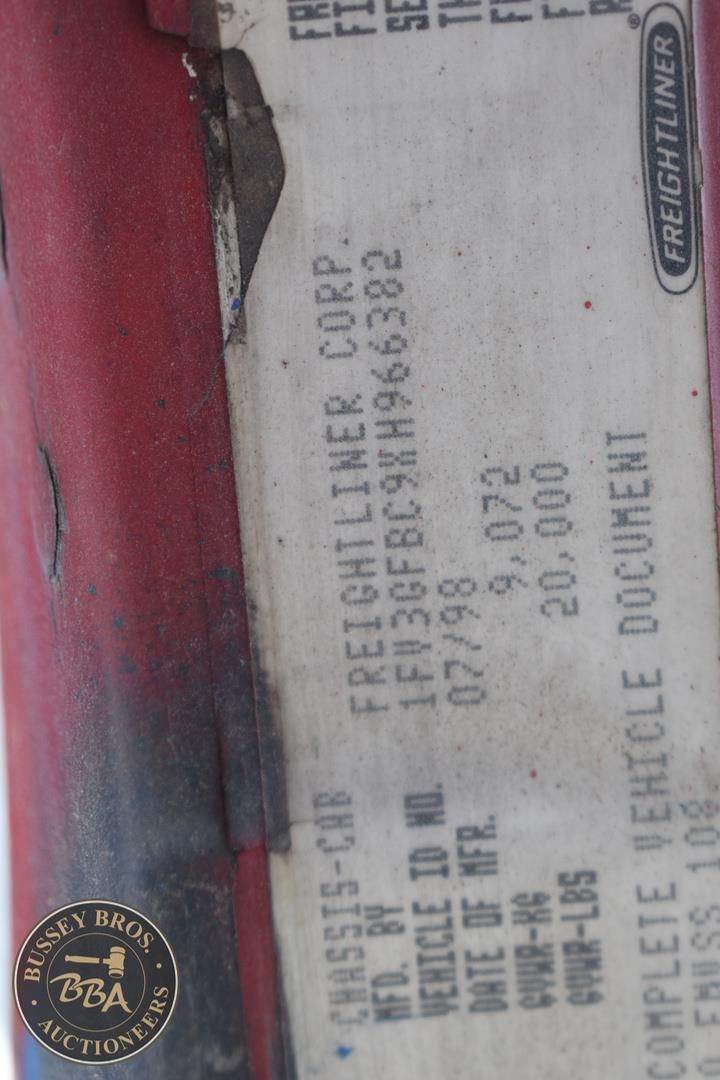 FREIGHTLINER®
CHASSIS-CAB
MFD. BY FREIGHTLINER CORP.
VEHICLE ID NO. 1FV3GFBC9XH966382
DATE OF MFR. 07/98
GVWR-KG 9,072
GVWR-LBS 20,000
COMPLETE VEHICLE DOCUMENT
BUSSEY BROS.
BBA
AUCTIONEERS